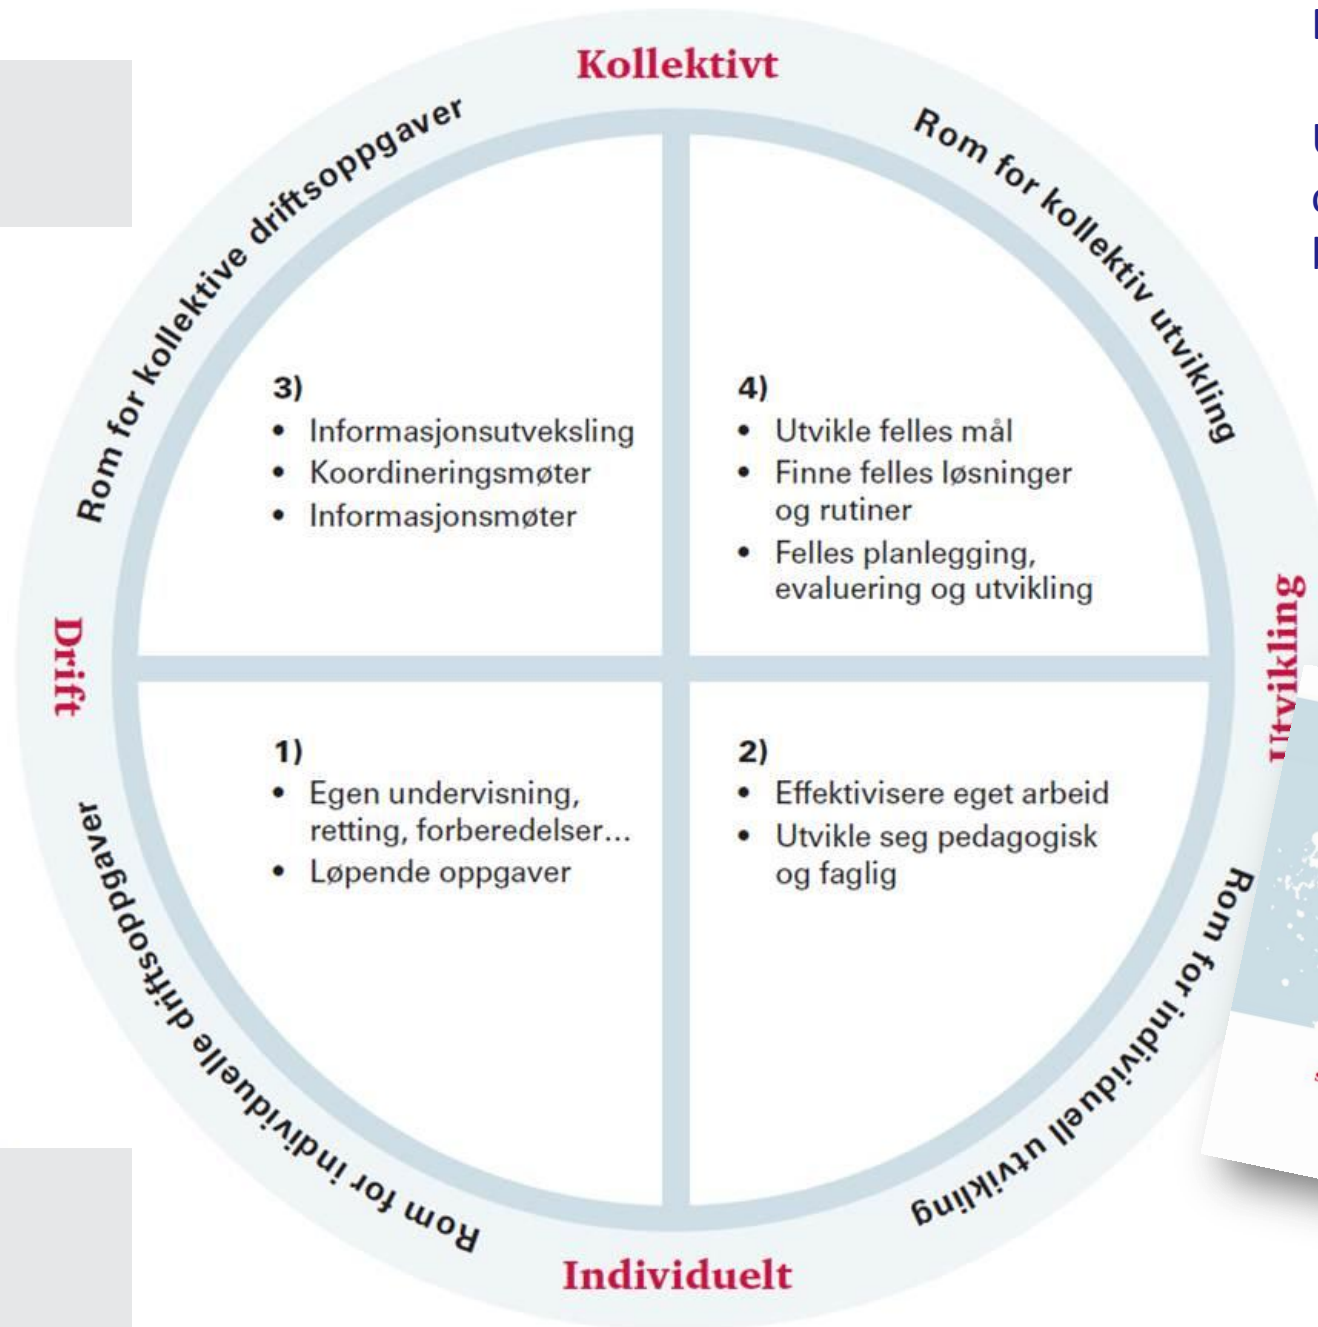 Kollektivt
Rom for kollektive driftsoppgaver
Rom for kollektiv utvikling
3)
• Informasjonsutveksling
• Koordineringsmøter
• Informasjonsmøter
4)
• Utvikle felles mål
• Finne felles løsninger
og rutiner
• Felles planlegging,
evaluering og utvikling
Drift
Utvikling
1)
• Egen undervisning,
retting, forberedelser...
• Løpende oppgaver
2)
• Effektivisere eget arbeid
• Utvikle seg pedagogisk
og faglig
Rom for individuelle driftsoppgaver
Rom for individuell utvikling
Individuelt